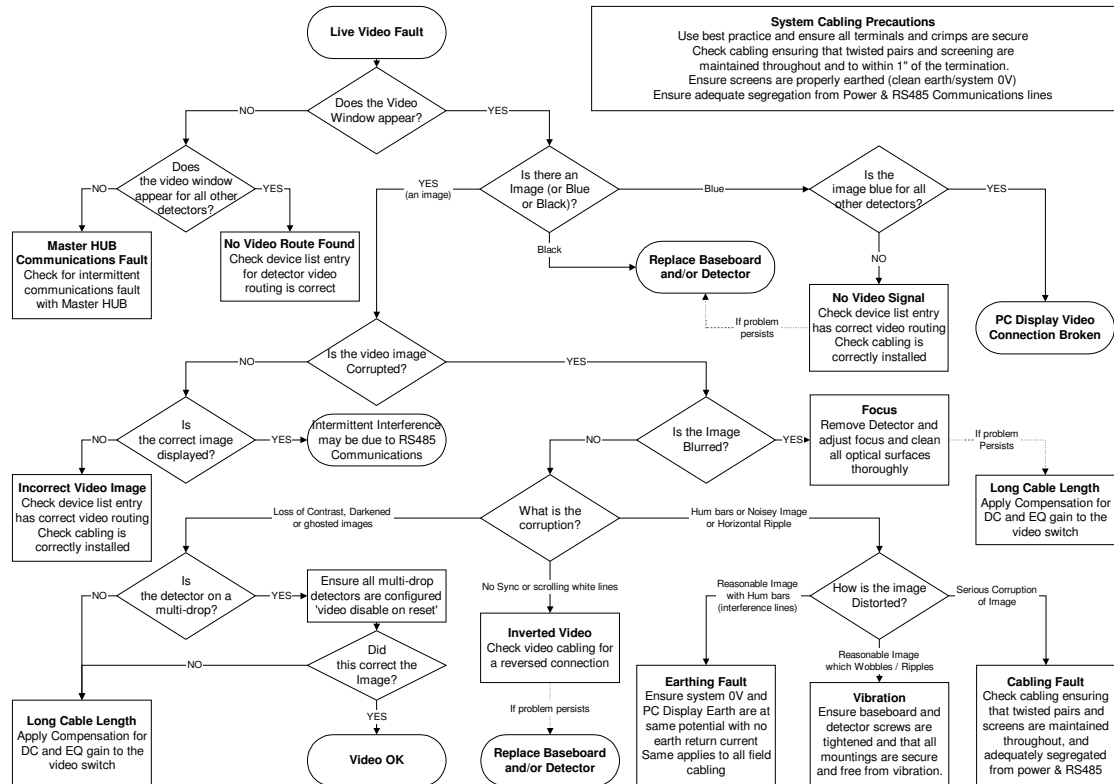 Live Video Fault
System Cabling Precautions
Use best practice and ensure all terminals and crimps are secure
Check cabling ensuring that twisted pairs and screening are
maintained throughout and to within 1" of the termination.
Ensure screens are properly earthed (clean earth/system 0V)
Ensure adequate segregation from Power & RS485 Communications lines
Does the Video
Window appear?
NO
YES
Does
the video window
appear for all other
detectors?
NO
YES
Master HUB
Communications Fault
Check for intermittent
communications fault
with Master HUB
No Video Route Found
Check device list entry
for detector video
routing is correct
Is there an
Image (or Blue
or Black)?
YES
(an image)
Blue
Black
Is the
image blue for all
other detectors?
YES
NO
Replace Baseboard
and/or Detector
If problem
persists
No Video Signal
Check device list entry
has correct video routing
Check cabling is
correctly installed
PC Display Video
Connection Broken
Is the video image
Corrupted?
NO
YES
Is
the correct image
displayed?
NO
YES
Intermittent Interference
may be due to RS485
Communications
Incorrect Video Image
Check device list entry
has correct video routing
Check cabling is
correctly installed
Is the Image
Blurred?
NO
YES
Focus
Remove Detector and
adjust focus and clean
all optical surfaces
thoroughly
If problem
Persists
Long Cable Length
Apply Compensation for
DC and EQ gain to the
video switch
What is the
corruption?
Loss of Contrast, Darkened
or ghosted images
Hum bars or Noisey Image
or Horizontal Ripple
No Sync or scrolling white lines
Is
the detector on a
multi-drop?
NO
YES
Ensure all multi-drop
detectors are configured
'video disable on reset'
Did
this correct the
Image?
NO
YES
Long Cable Length
Apply Compensation for
DC and EQ gain to the
video switch
Video OK
Inverted Video
Check video cabling for
a reversed connection
If problem persists
Replace Baseboard
and/or Detector
How is the image
Distorted?
Reasonable Image
with Hum bars
(interference lines)
Serious Corruption
of Image
Reasonable Image
which Wobbles / Ripples
Earthing Fault
Ensure system 0V and
PC Display Earth are at
same potential with no
earth return current
Same applies to all field
cabling
Vibration
Ensure baseboard and
detector screws are
tightened and that all
mountings are secure
and free from vibration.
Cabling Fault
Check cabling ensuring
that twisted pairs and
screens are maintained
throughout, and
adequately segregated
from power & RS485